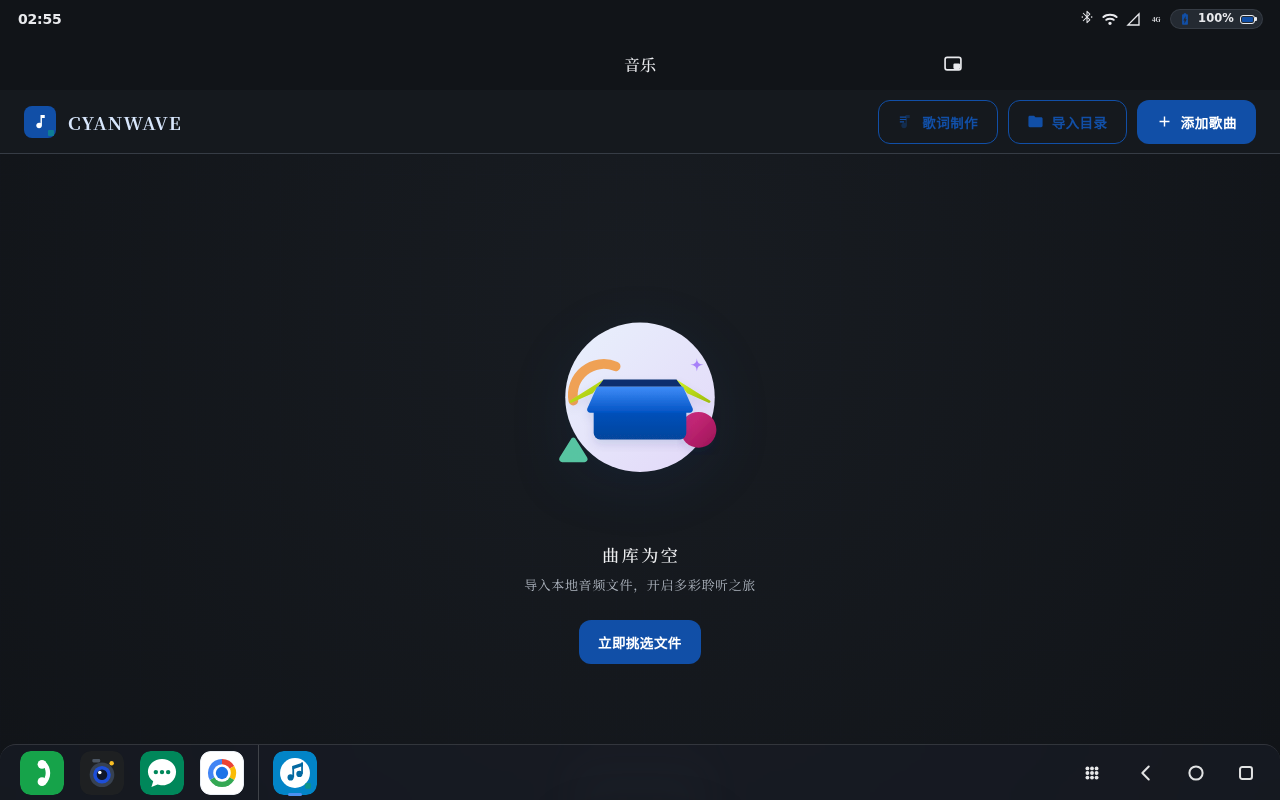 02:55
4G
100%
音乐
CYANWAVE
歌词制作
导入目录
添加歌曲
曲库为空
导入本地音频文件，开启多彩聆听之旅
立即挑选文件